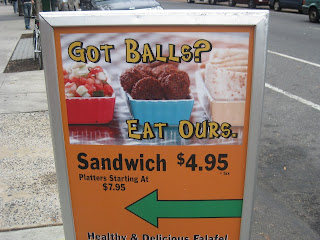 Got Balls?
Eat Ours.
Sandwich $4.95
Platters Starting At
$7.95
Healthy & Delicious Falafel